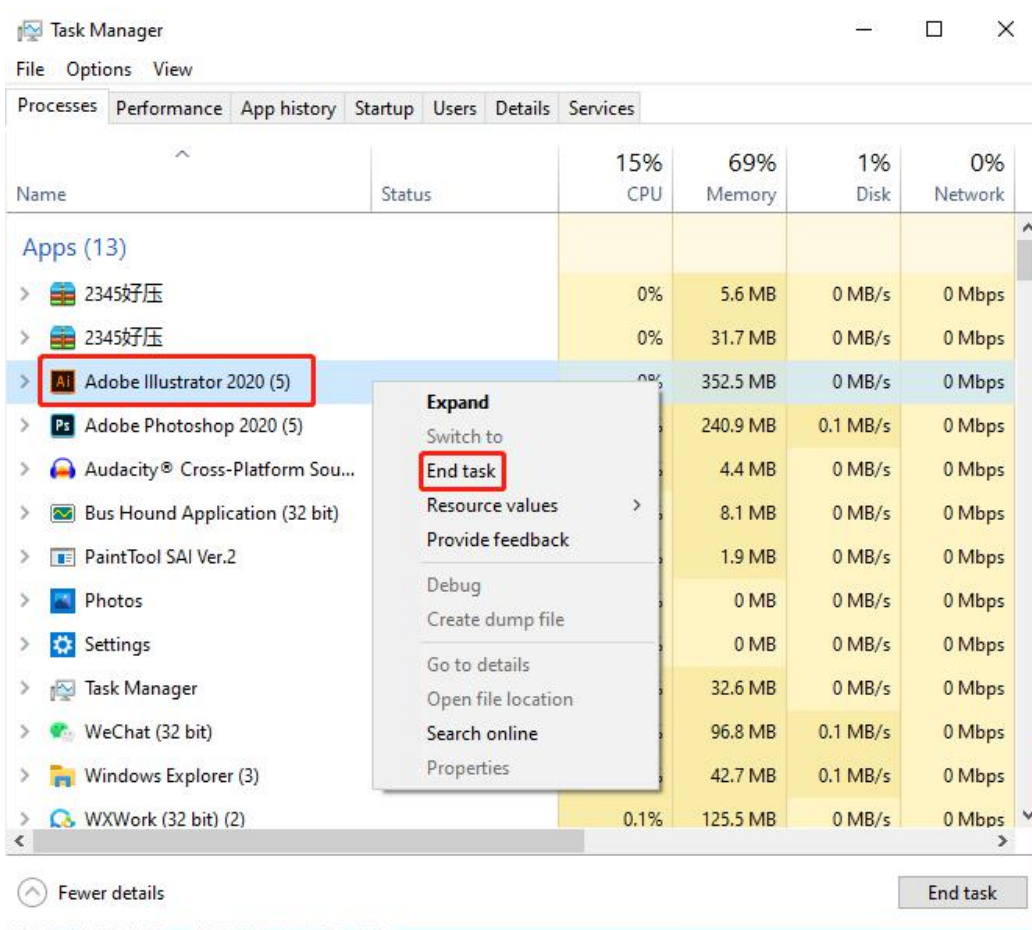 Task Manager
File Options View
Processes Performance App history Startup Users Details Services
15% 69% 1% 0%
Name Status CPU Memory Disk Network
Apps (13)
2345好压 0% 5.6 MB 0 MB/s 0 Mbps
2345好压 0% 31.7 MB 0 MB/s 0 Mbps
Ai Adobe Illustrator 2020 (5) 0% 352.5 MB 0 MB/s 0 Mbps
Expand
Ps Adobe Photoshop 2020 (5) 240.9 MB 0.1 MB/s 0 Mbps
Switch to
Audacity® Cross-Platform Sou... 4.4 MB 0 MB/s 0 Mbps
End task
Resource values
Bus Hound Application (32 bit) 8.1 MB 0 MB/s 0 Mbps
Provide feedback
PaintTool SAI Ver.2 1.9 MB 0 MB/s 0 Mbps
Debug
Photos 0 MB 0 MB/s 0 Mbps
Create dump file
Settings 0 MB 0 MB/s 0 Mbps
Go to details
Task Manager 32.6 MB 0 MB/s 0 Mbps
Open file location
WeChat (32 bit) 96.8 MB 0.1 MB/s 0 Mbps
Search online
Properties
Windows Explorer (3) 42.7 MB 0.1 MB/s 0 Mbps
WXWork (32 bit) (2) 0.1% 125.5 MB 0 MB/s 0 Mbps
Fewer details End task